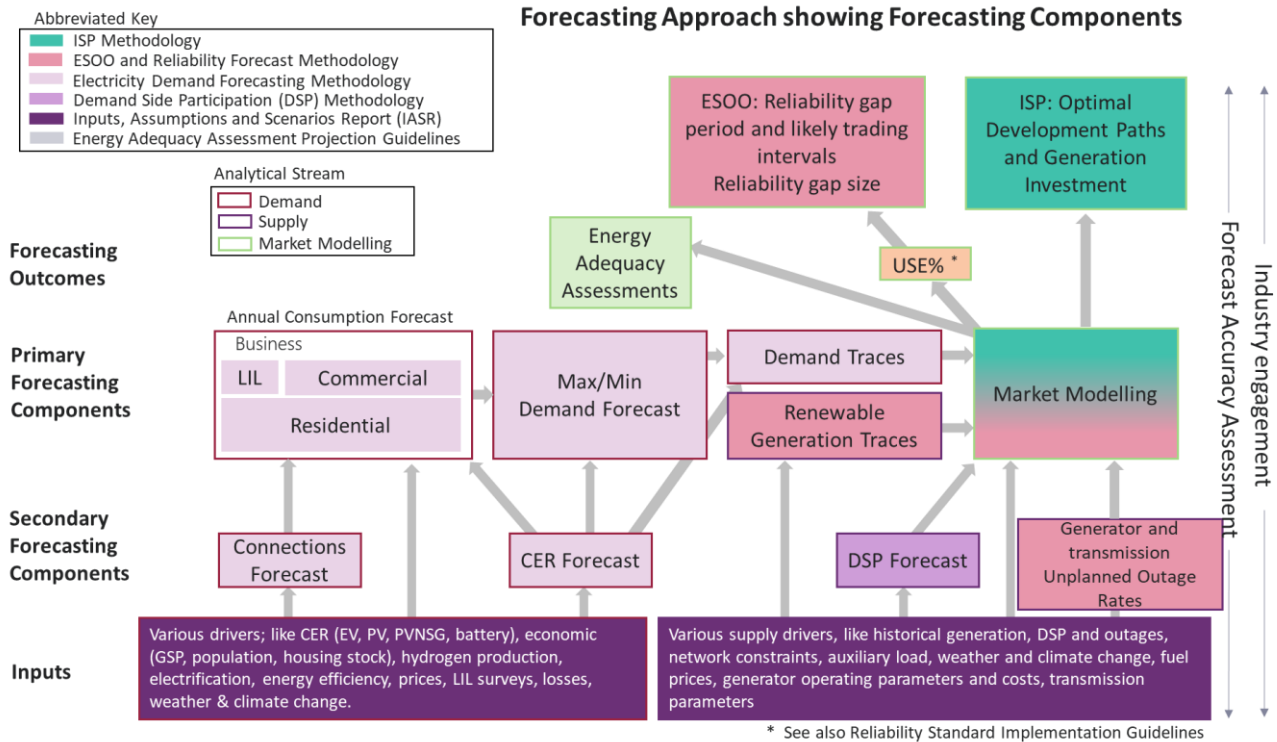 Forecasting Approach showing Forecasting Components
Abbreviated Key
ISP Methodology
ESOO and Reliability Forecast Methodology
Electricity Demand Forecasting Methodology
Demand Side Participation (DSP) Methodology
Inputs, Assumptions and Scenarios Report (IASR)
Energy Adequacy Assessment Projection Guidelines
Analytical Stream
Demand
Supply
Market Modelling
Forecasting
Outcomes
ESOO: Reliability gap
period and likely trading
intervals
Reliability gap size
ISP: Optimal
Development Paths
and Generation
Investment
Energy
Adequacy
Assessments
USE% *
Primary
Forecasting
Components
Annual Consumption Forecast
Business
LIL
Commercial
Residential
Max/Min
Demand Forecast
Demand Traces
Renewable
Generation Traces
Market Modelling
Secondary
Forecasting
Components
Connections
Forecast
CER Forecast
DSP Forecast
Generator and
transmission
Unplanned Outage
Rates
Inputs
Various drivers; like CER (EV, PV, PVNSG, battery), economic
(GSP, population, housing stock), hydrogen production,
electrification, energy efficiency, prices, LIL surveys, losses,
weather & climate change.
Various supply drivers, like historical generation, DSP and outages,
network constraints, auxiliary load, weather and climate change, fuel
prices, generator operating parameters and costs, transmission
parameters
Forecast Accuracy Assessment
Industry engagement
* See also Reliability Standard Implementation Guidelines